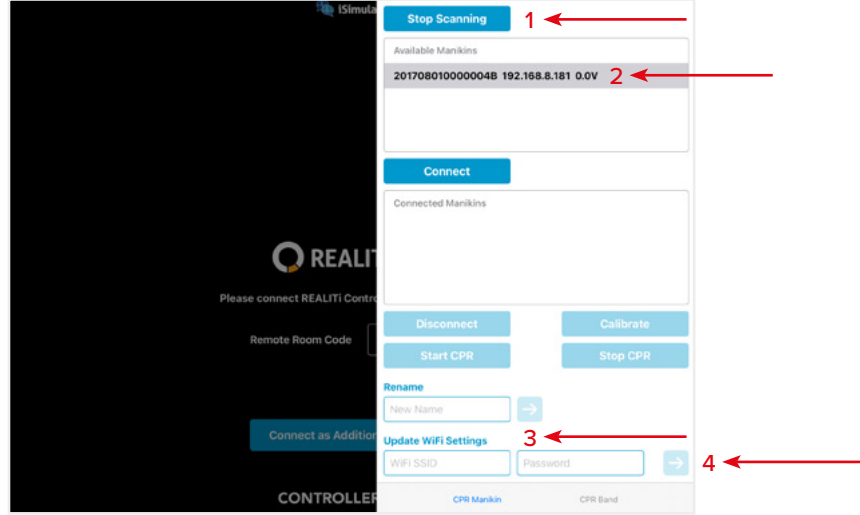 iSimula
Stop Scanning 1
Available Manikins
201708010000004B 192.168.8.181 0.0V 2
Connect
Connected Manikins
REALIT
Please connect REALITi Contro
Remote Room Code
Disconnect Calibrate
Start CPR Stop CPR
Rename
New Name
Connect as Addition
Update WiFi Settings 3
WiFi SSID Password 4
CONTROLLER
CPR Manikin CPR Band